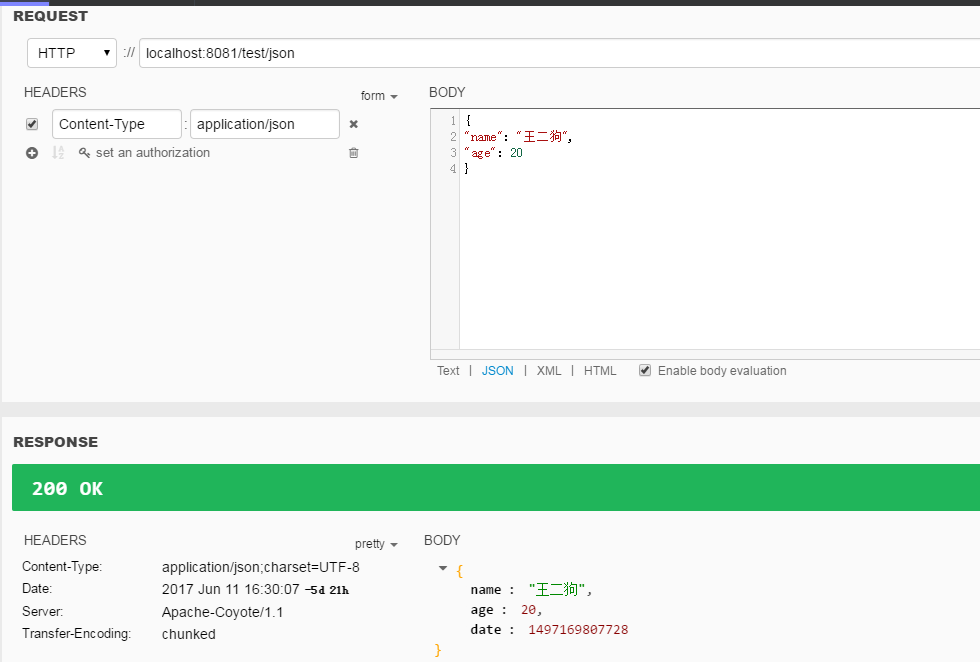 REQUEST
HTTP :// localhost:8081/test/json
HEADERS form
Content-Type : application/json
set an authorization
BODY
1 {
2 "name": "王二狗",
3 "age": 20
4 }
Text | JSON | XML | HTML Enable body evaluation
RESPONSE
200 OK
HEADERS pretty
Content-Type: application/json;charset=UTF-8
Date: 2017 Jun 11 16:30:07 -5d 21h
Server: Apache-Coyote/1.1
Transfer-Encoding: chunked
BODY
{
name : "王二狗",
age : 20,
date : 1497169807728
}